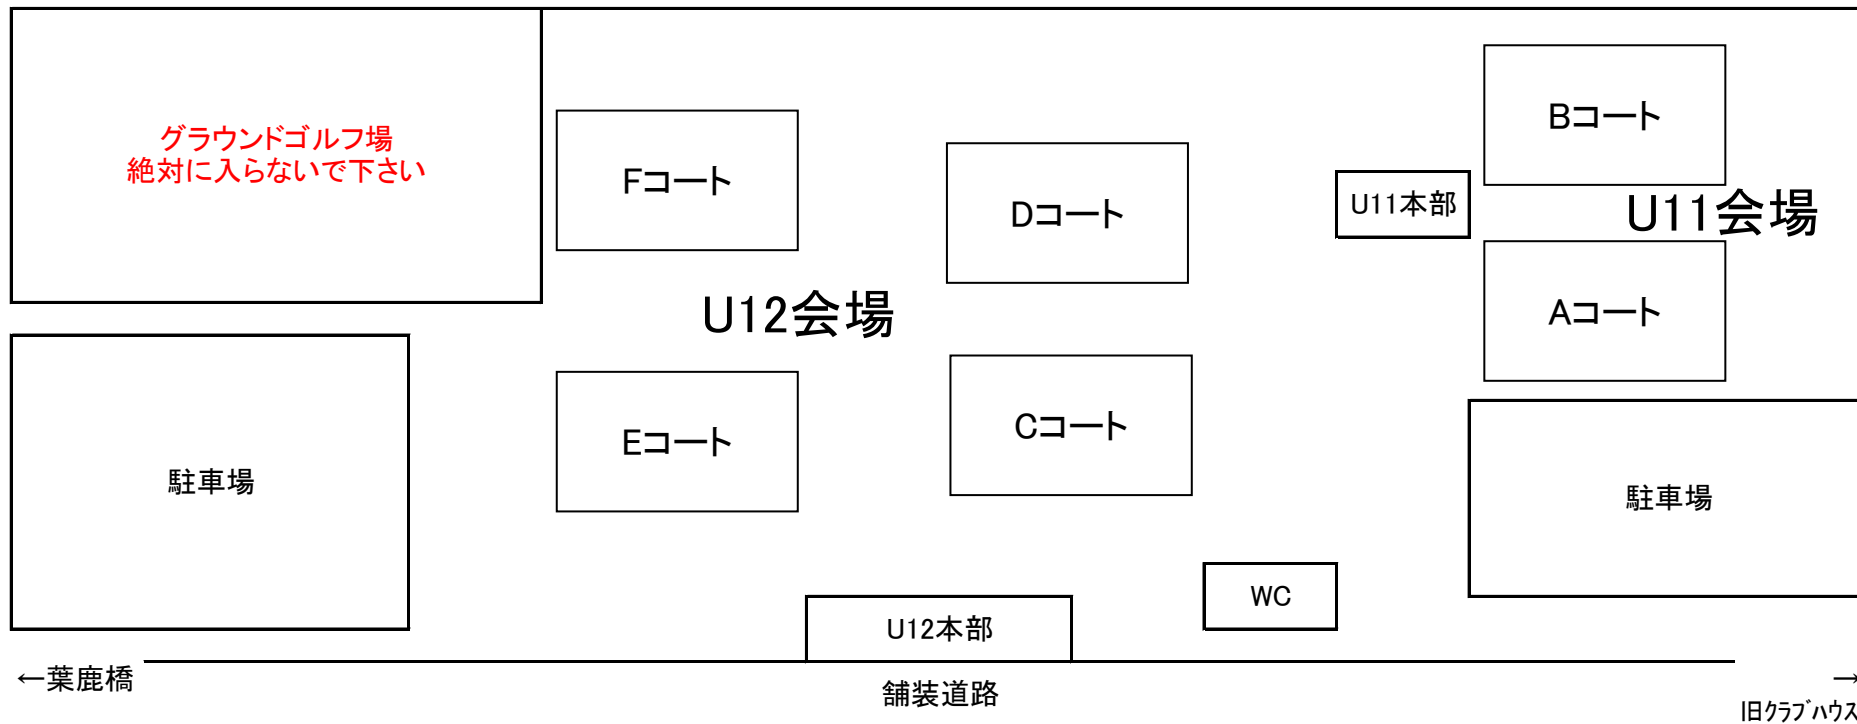 グラウンドゴルフ場
絶対に入らないで下さい
Fコート
Dコート
Bコート
U11本部
U11会場
U12会場
Aコート
Eコート
Cコート
駐車場
駐車場
WC
U12本部
←葉鹿橋
舗装道路
→
旧ｸﾗﾌﾞﾊｳｽ